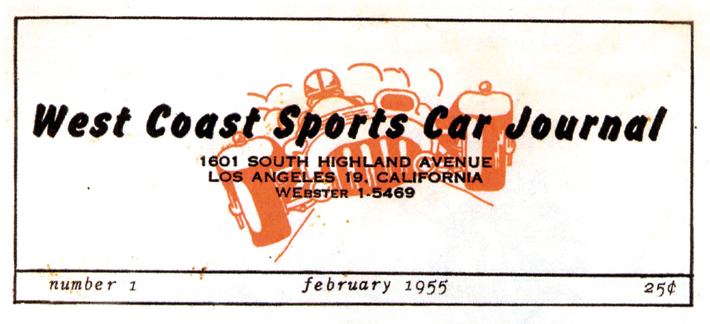 West Coast Sports Car Journal
1601 SOUTH HIGHLAND AVENUE
LOS ANGELES 19, CALIFORNIA
WEBSTER 1-5469
number 1 february 1955 25¢